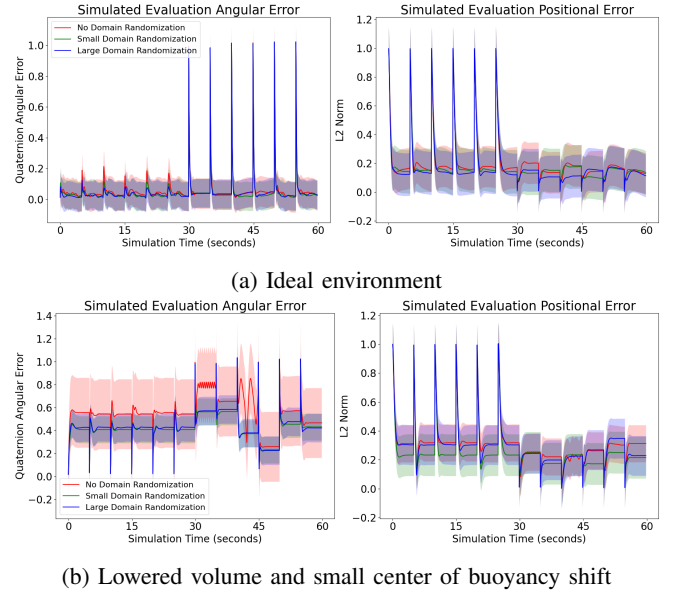 Simulated Evaluation Angular Error
Simulated Evaluation Positional Error
No Domain Randomization
Small Domain Randomization
Large Domain Randomization
Quaternion Angular Error
1.0
0.8
0.6
0.4
0.2
0.0
0
15
30
45
60
Simulation Time (seconds)
L2 Norm
1.2
1.0
0.8
0.6
0.4
0.2
0.0
−0.2
0
15
30
45
60
Simulation Time (seconds)
(a) Ideal environment
Simulated Evaluation Angular Error
Simulated Evaluation Positional Error
Quaternion Angular Error
1.4
1.2
1.0
0.8
0.6
0.4
0.2
0.0
−0.2
No Domain Randomization
Small Domain Randomization
Large Domain Randomization
0
15
30
45
60
Simulation Time (seconds)
L2 Norm
1.2
1.0
0.8
0.6
0.4
0.2
0.0
−0.2
0
15
30
45
60
Simulation Time (seconds)
(b) Lowered volume and small center of buoyancy shift